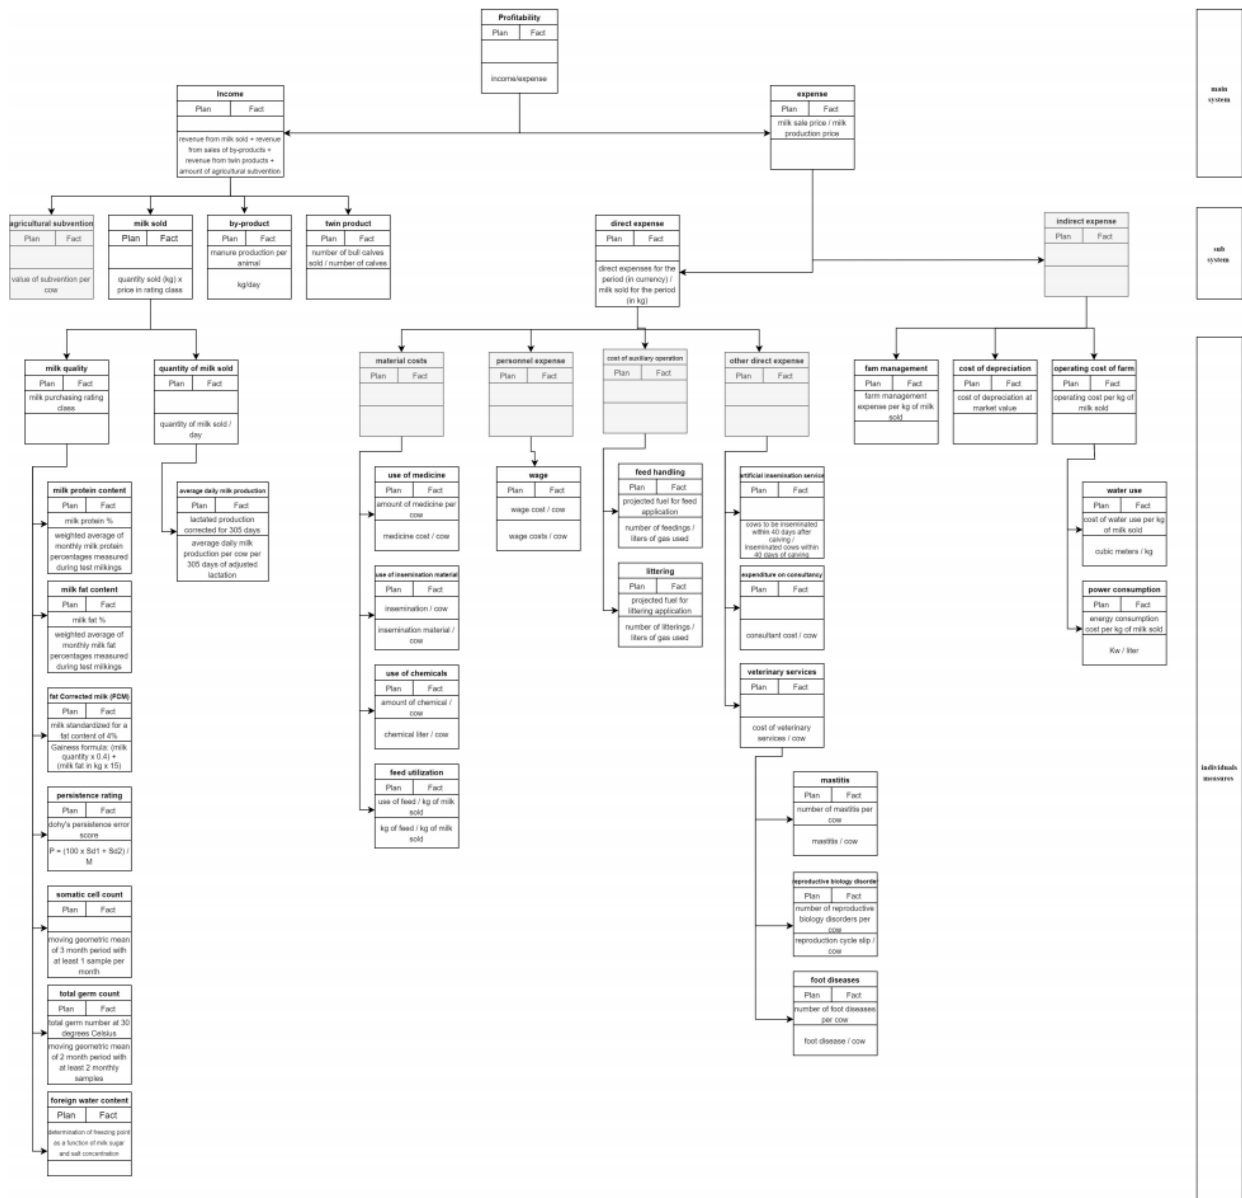 Profitability
Plan Fact
income/expense
main
system
Income
Plan Fact
revenue from milk sold + revenue
from sales of by-products +
revenue from twin products +
amount of agricultural subvention
expense
Plan Fact
milk sale price / milk
production price
agricultural subvention
Plan Fact
value of subvention per
cow
milk sold
Plan Fact
quantity sold (kg) x
price in rating class
by-product
Plan Fact
manure production per
animal
kg/day
twin product
Plan Fact
number of bull calves
sold / number of calves
direct expense
Plan Fact
direct expenses for the
period (in currency) /
milk sold for the period
(in kg)
indirect expense
Plan Fact
sub
system
milk quality
Plan Fact
milk purchasing rating
class
quantity of milk sold
Plan Fact
quantity of milk sold /
day
material costs
Plan Fact
personnel expense
Plan Fact
cost of auxiliary operation
Plan Fact
other direct expense
Plan Fact
fam management
Plan Fact
farm management
expense per kg of milk
sold
cost of depreciation
Plan Fact
cost of depreciation at
market value
operating cost of farm
Plan Fact
operating cost per kg of
milk sold
milk protein content
Plan Fact
milk protein %
weighted average of
monthly milk protein
percentages measured
during test milkings
average daily milk production
Plan Fact
lactated production
corrected for 305 days
average daily milk
production per cow per
305 days of adjusted
lactation
use of medicine
Plan Fact
amount of medicine per
cow
medicine cost / cow
wage
Plan Fact
wage cost / cow
wage costs / cow
feed handling
Plan Fact
projected fuel for feed
application
number of feedings /
liters of gas used
artificial insemination service
Plan Fact
cows to be inseminated
within 40 days after
calving /
inseminated cows within
40 days of calving
water use
Plan Fact
cost of water use per kg
of milk sold
cubic meters / kg
milk fat content
Plan Fact
milk fat %
weighted average of
monthly milk fat
percentages measured
during test milkings
use of insemination material
Plan Fact
insemination / cow
insemination material / cow
littering
Plan Fact
projected fuel for
littering application
number of litterings /
liters of gas used
expenditure on consultancy
Plan Fact
consultant cost / cow
power consumption
Plan Fact
energy consumption
cost per kg of milk sold
Kw / liter
fat Corrected milk (FCM)
Plan Fact
milk standardized for a
fat content of 4%
Gainess formula: (milk
quantity x 0.4) +
(milk fat in kg x 15)
use of chemicals
Plan Fact
amount of chemical /
cow
chemical liter / cow
veterinary services
Plan Fact
cost of veterinary
services / cow
persistence rating
Plan Fact
dohy's persistence error
score
P = (100 x Sd1 + Sd2) /
M
feed utilization
Plan Fact
use of feed / kg of milk
sold
kg of feed / kg of milk
sold
mastitis
Plan Fact
number of mastitis per
cow
mastitis / cow
individuals
measures
somatic cell count
Plan Fact
moving geometric mean
of 3 month period with
at least 1 sample per
month
reproductive biology disorder
Plan Fact
number of reproductive
biology disorders per
cow
reproduction cycle slip /
cow
total germ count
Plan Fact
total germ number at 30
degrees Celsius
moving geometric mean
of 2 month period with
at least 2 monthly
samples
foot diseases
Plan Fact
number of foot diseases
per cow
foot disease / cow
foreign water content
Plan Fact
determination of freezing point
as a function of milk sugar
and salt concentration